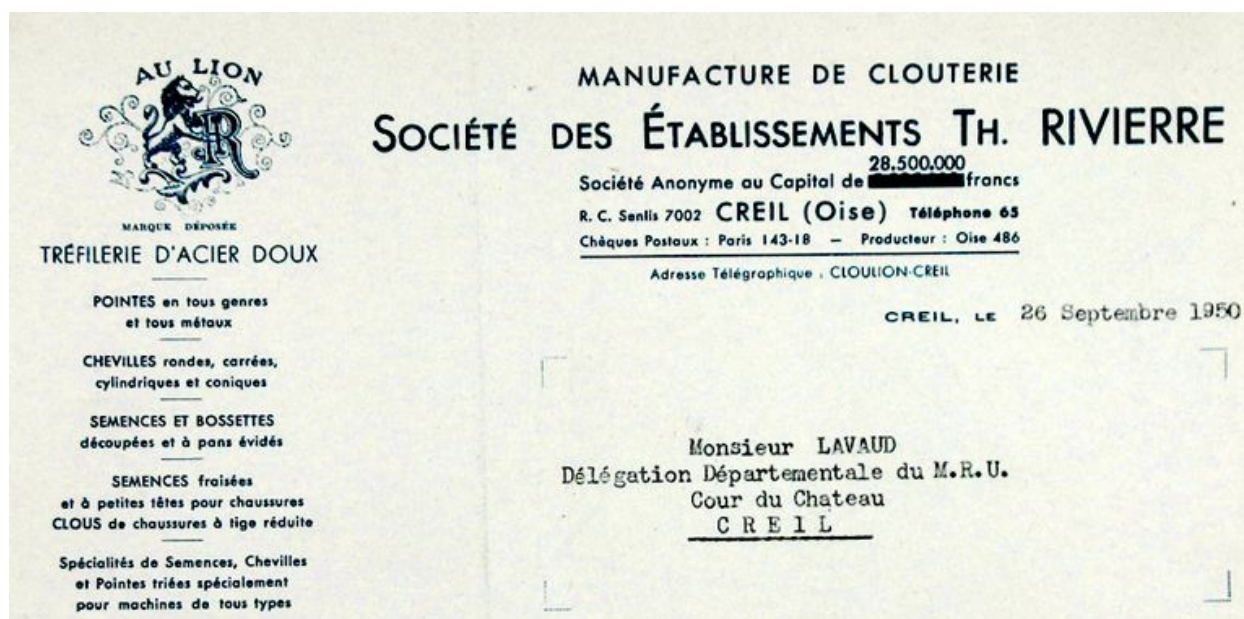 AU LION
R
MARQUE DÉPOSÉE
TRÉFILERIE D'ACIER DOUX
POINTES en tous genres
et tous métaux
CHEVILLES rondes, carrées,
cylindriques et coniques
SEMENCES ET BOSSETTES
découpées et à pans évidés
SEMENCES fraisées
et à petites têtes pour chaussures
CLOUS de chaussures à tige réduite
Spécialités de Semences, Chevilles
et Pointes triées spécialement
pour machines de tous types
MANUFACTURE DE CLOUTERIE
SOCIÉTÉ DES ÉTABLISSEMENTS TH. RIVIERRE
28.500.000
Société Anonyme au Capital de francs
R. C. Senlis 7002 CREIL (Oise) Téléphone 65
Chèques Postaux : Paris 143-18 — Producteur : Oise 486
Adresse Télégraphique . CLOULION-CREIL
CREIL, LE 26 Septembre 1950
Monsieur LAVAUD
Délégation Départementale du M.R.U.
Cour du Chateau
C R E I L